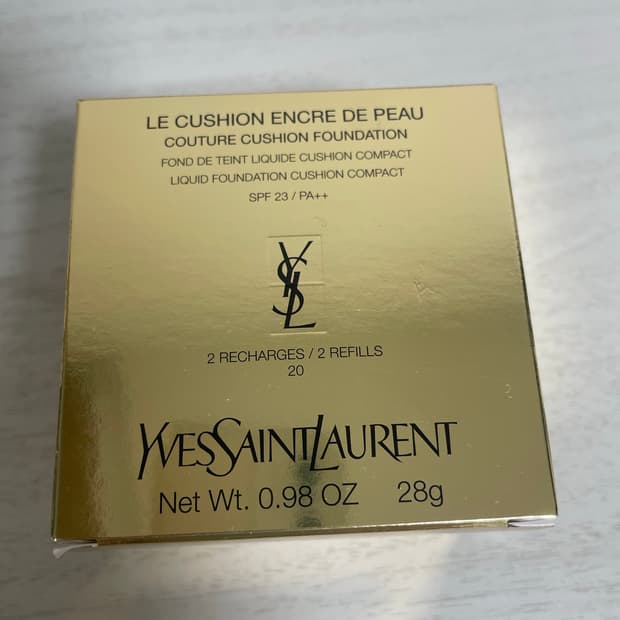 LE CUSHION ENCRE DE PEAU
COUTURE CUSHION FOUNDATION
FOND DE TEINT LIQUIDE CUSHION COMPACT
LIQUID FOUNDATION CUSHION COMPACT
SPF 23 / PA++
YSL
2 RECHARGES / 2 REFILLS
20
YVESSAINTLAURENT
Net Wt. 0.98 OZ 28g